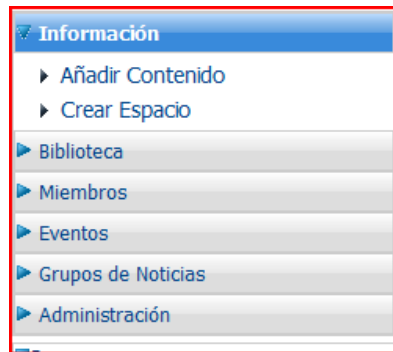 Información
Añadir Contenido
Crear Espacio
Biblioteca
Miembros
Eventos
Grupos de Noticias
Administración